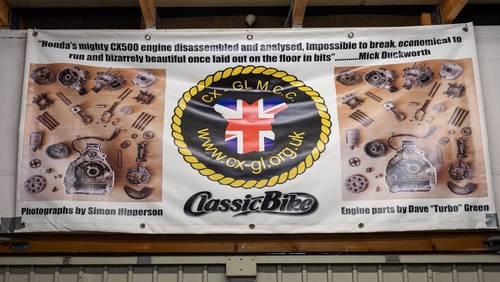 "Honda's mighty CX500 engine disassembled and analysed, Impossible to break, economical to
run and bizarrely beautiful once laid out on the floor in bits"...........Mick Duckworth
CX - GL M.C.C.
www.cx-gl.org.uk
ClassicBike
Photographs by Simon Hipperson
Engine parts by Dave "Turbo" Green